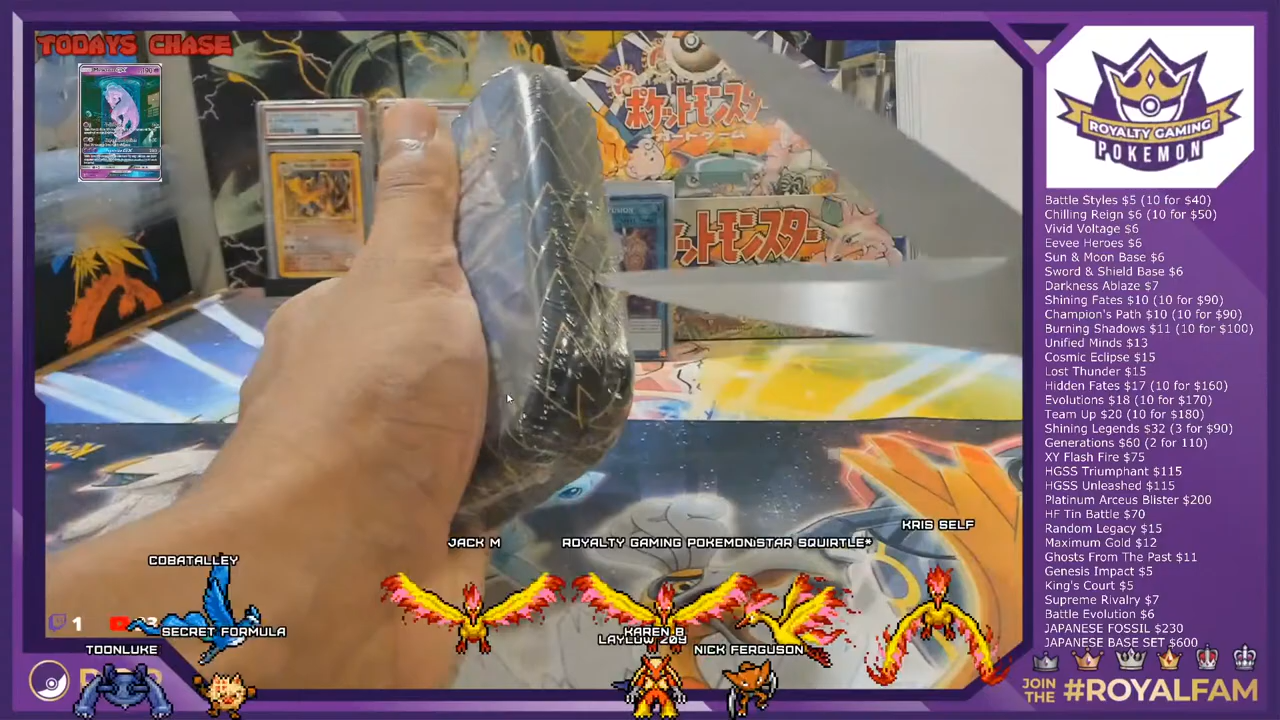 TODAYS CHASE
ポケットモンスター
カードゲーム
ットモンスター
ROYALTY GAMING
POKEMON
Battle Styles $5 (10 for $40)
Chilling Reign $6 (10 for $50)
Vivid Voltage $6
Eevee Heroes $6
Sun & Moon Base $6
Sword & Shield Base $6
Darkness Ablaze $7
Shining Fates $10 (10 for $90)
Champion's Path $10 (10 for $90)
Burning Shadows $11 (10 for $100)
Unified Minds $13
Cosmic Eclipse $15
Lost Thunder $15
Hidden Fates $17 (10 for $160)
Evolutions $18 (10 for $170)
Team Up $20 (10 for $180)
Shining Legends $32 (3 for $90)
Generations $60 (2 for 110)
XY Flash Fire $75
HGSS Triumphant $115
HGSS Unleashed $115
Platinum Arceus Blister $200
HF Tin Battle $70
Random Legacy $15
Maximum Gold $12
Ghosts From The Past $11
Genesis Impact $5
King's Court $5
Supreme Rivalry $7
Battle Evolution $6
JAPANESE FOSSIL $230
JAPANESE BASE SET $600
JOIN THE #ROYALFAM
KRIS SELF
JACK M
ROYALTY GAMING POKEMON
STAR SQUIRTLE*
COBATALLEY
1
SECRET FORMULA
KAREN B
TOONLUKE
NICK FERGUSON